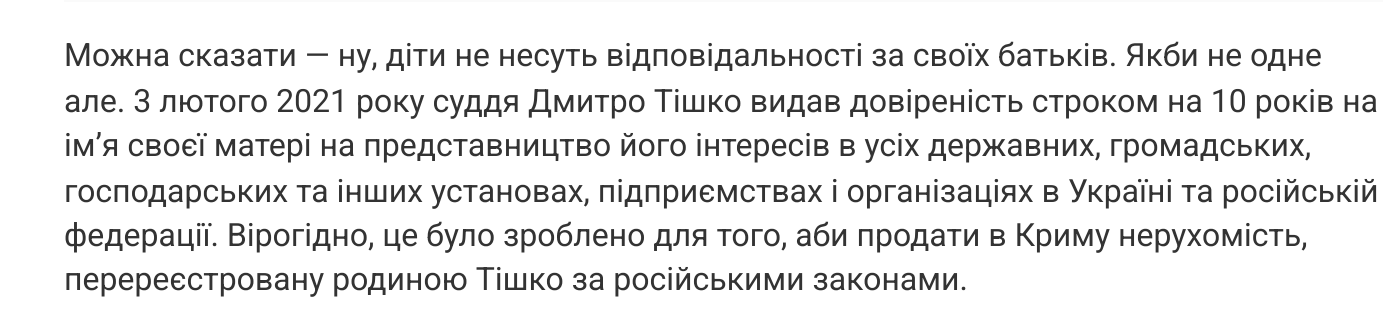 Можна сказати — ну, діти не несуть відповідальності за своїх батьків. Якби не одне
але. 3 лютого 2021 року суддя Дмитро Тішко видав довіреність строком на 10 років на
ім’я своєї матері на представництво його інтересів в усіх державних, громадських,
господарських та інших установах, підприємствах і організаціях в Україні та російській
федерації. Вірогідно, це було зроблено для того, аби продати в Криму нерухомість,
перереєстровану родиною Тішко за російськими законами.